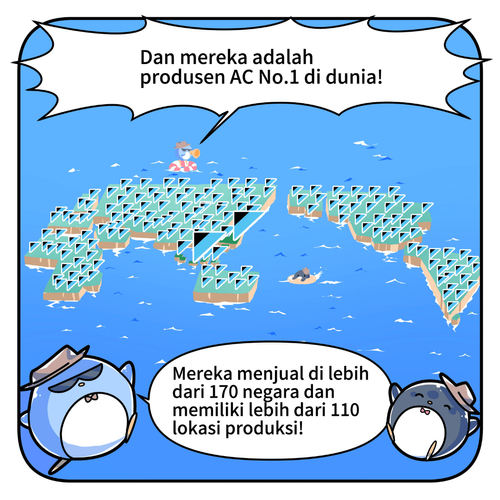 Dan mereka adalah
produsen AC No.1 di dunia!
Mereka menjual di lebih
dari 170 negara dan
memiliki lebih dari 110
lokasi produksi!